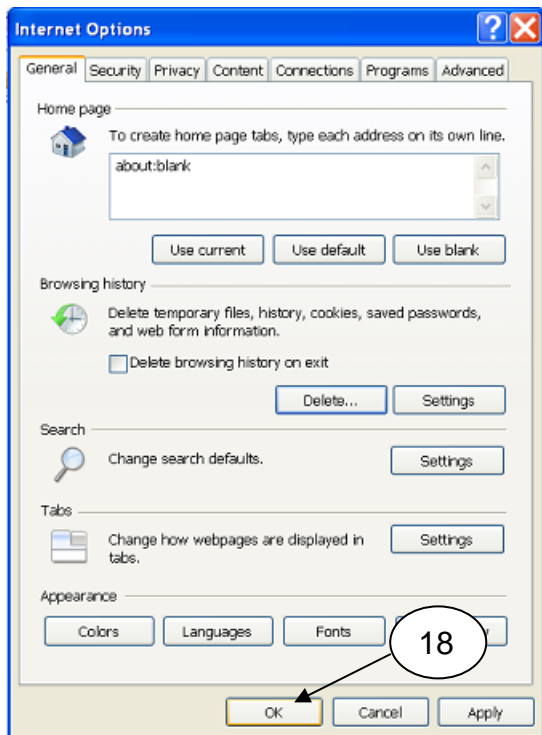 Internet Options
General Security Privacy Content Connections Programs Advanced
Home page
To create home page tabs, type each address on its own line.
about:blank
Use current Use default Use blank
Browsing history
Delete temporary files, history, cookies, saved passwords,
and web form information.
Delete browsing history on exit
Delete... Settings
Search
Change search defaults.
Settings
Tabs
Change how webpages are displayed in
tabs.
Settings
Appearance
Colors Languages Fonts
18
OK Cancel Apply